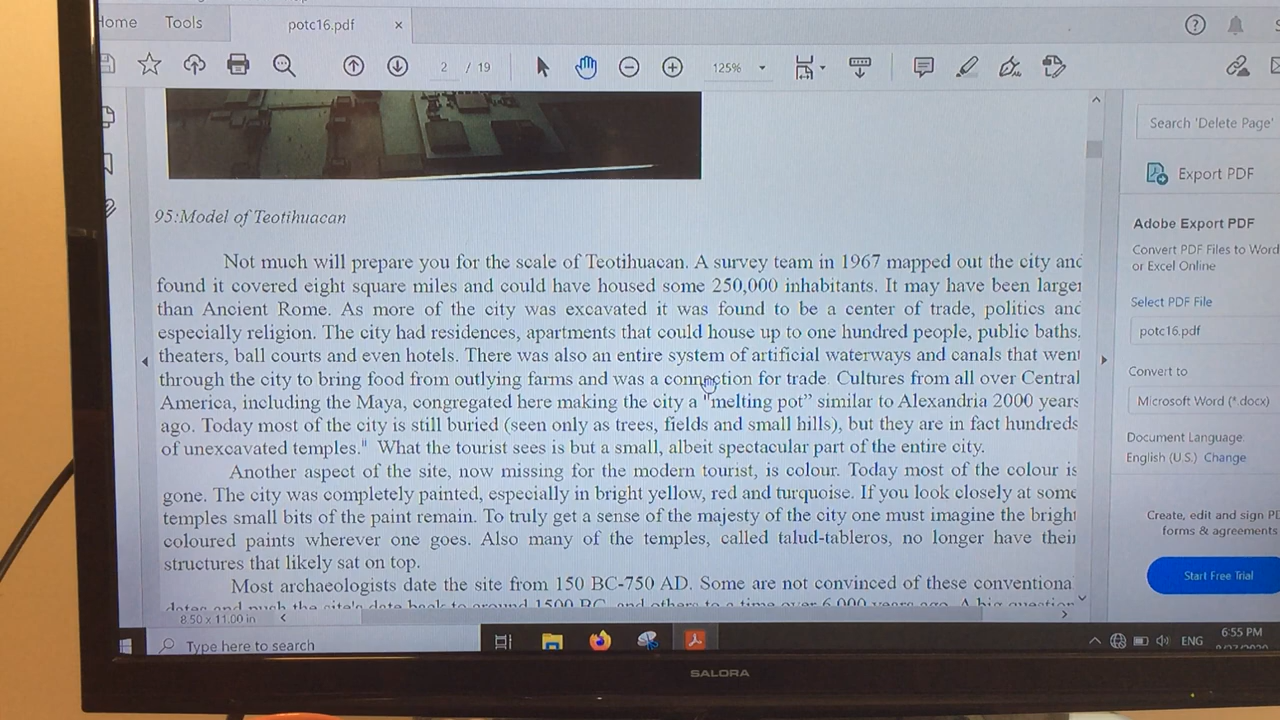 Home Tools potc16.pdf ×
2 / 19 125%
Search 'Delete Page'
Export PDF
95:Model of Teotihuacan
Adobe Export PDF
Convert PDF Files to Word
or Excel Online
Not much will prepare you for the scale of Teotihuacan. A survey team in 1967 mapped out the city and
found it covered eight square miles and could have housed some 250,000 inhabitants. It may have been larger
than Ancient Rome. As more of the city was excavated it was found to be a center of trade, politics and
especially religion. The city had residences, apartments that could house up to one hundred people, public baths,
theaters, ball courts and even hotels. There was also an entire system of artificial waterways and canals that went
through the city to bring food from outlying farms and was a connection for trade. Cultures from all over Central
America, including the Maya, congregated here making the city a "melting pot" similar to Alexandria 2000 years
ago. Today most of the city is still buried (seen only as trees, fields and small hills), but they are in fact hundreds
of unexcavated temples." What the tourist sees is but a small, albeit spectacular part of the entire city.
Another aspect of the site, now missing for the modern tourist, is colour. Today most of the colour is
gone. The city was completely painted, especially in bright yellow, red and turquoise. If you look closely at some
temples small bits of the paint remain. To truly get a sense of the majesty of the city one must imagine the bright
coloured paints wherever one goes. Also many of the temples, called talud-tableros, no longer have their
structures that likely sat on top.
Most archaeologists date the site from 150 BC-750 AD. Some are not convinced of these conventiona
Select PDF File
potc16.pdf
Convert to
Microsoft Word (*.docx)
Document Language:
English (U.S.) Change
Create, edit and sign PD
forms & agreements
Start Free Trial
8.50 x 11.00 in
Type here to search
ENG
6:55 PM
SALORA